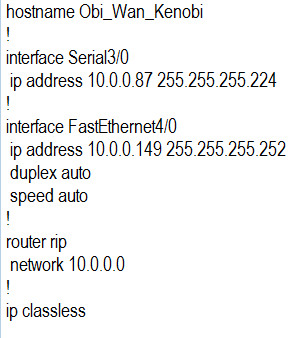 hostname Obi_Wan_Kenobi
!
interface Serial3/0
ip address 10.0.0.87 255.255.255.224
!
interface FastEthernet4/0
ip address 10.0.0.149 255.255.255.252
duplex auto
speed auto
!
router rip
network 10.0.0.0
!
ip classless